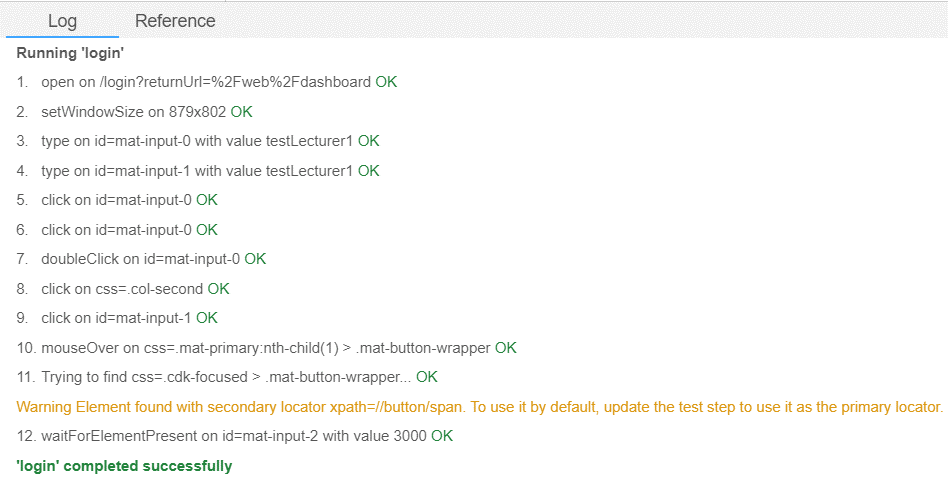 Log Reference
Running 'login'
1. open on /login?returnUrl=%2Fweb%2Fdashboard OK
2. setWindowSize on 879x802 OK
3. type on id=mat-input-0 with value testLecturer1 OK
4. type on id=mat-input-1 with value testLecturer1 OK
5. click on id=mat-input-0 OK
6. click on id=mat-input-0 OK
7. doubleClick on id=mat-input-0 OK
8. click on css=.col-second OK
9. click on id=mat-input-1 OK
10. mouseOver on css=.mat-primary:nth-child(1) > .mat-button-wrapper OK
11. Trying to find css=.cdk-focused > .mat-button-wrapper... OK
Warning Element found with secondary locator xpath=//button/span. To use it by default, update the test step to use it as the primary locator.
12. waitForElementPresent on id=mat-input-2 with value 3000 OK
'login' completed successfully